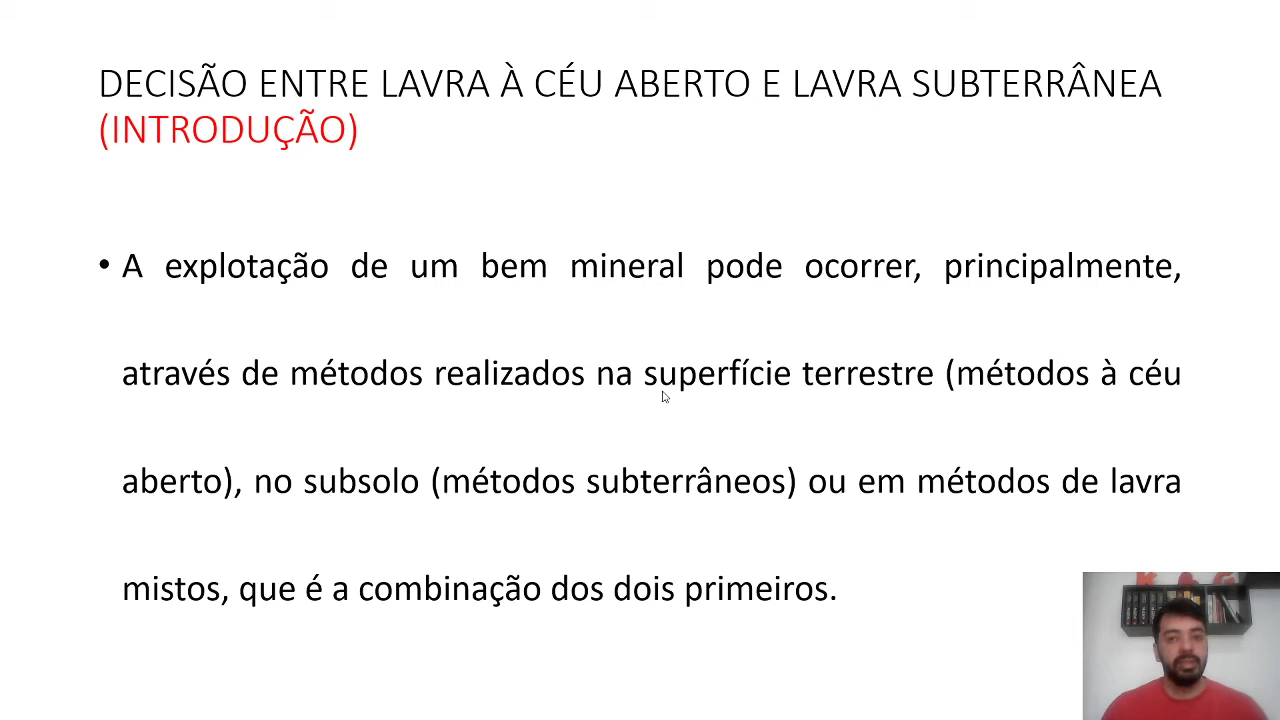 DECISÃO ENTRE LAVRA À CÉU ABERTO E LAVRA SUBTERRÂNEA
(INTRODUÇÃO)
• A explotação de um bem mineral pode ocorrer, principalmente,
através de métodos realizados na superfície terrestre (métodos à céu
aberto), no subsolo (métodos subterrâneos) ou em métodos de lavra
mistos, que é a combinação dos dois primeiros.